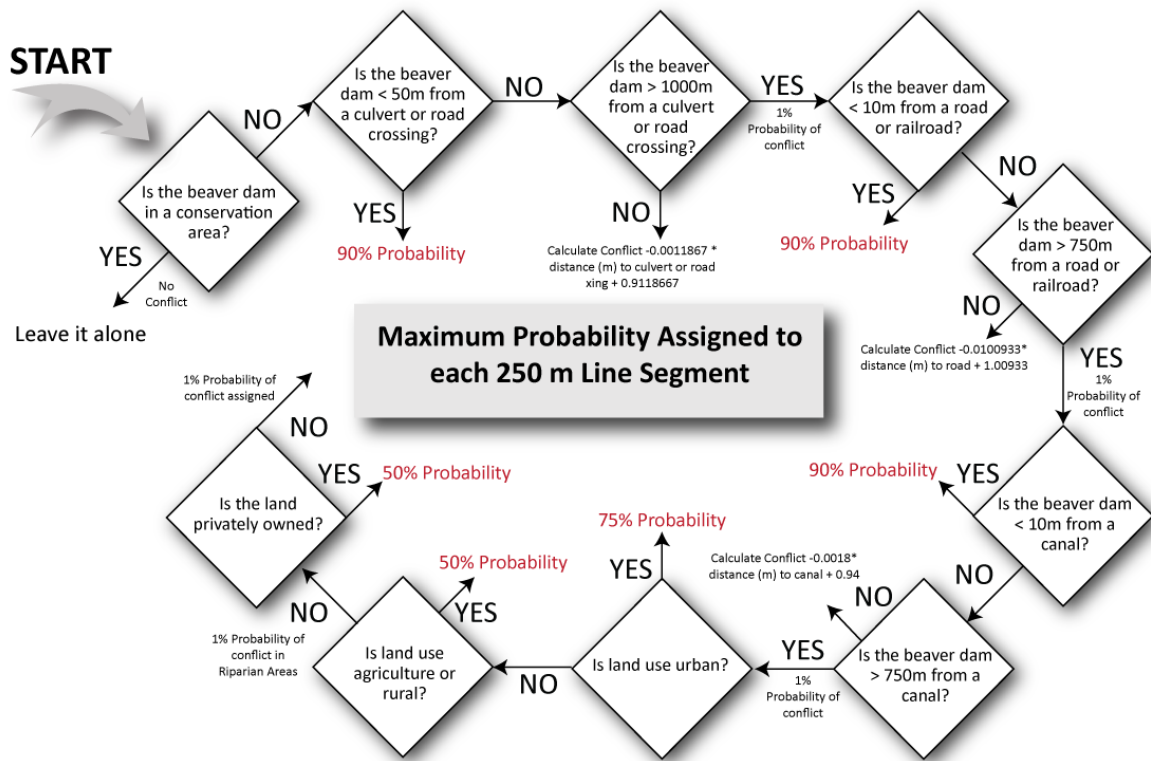 START
Is the beaver dam
in a conservation
area?
YES
No
Conflict
Leave it alone
NO
Is the beaver
dam < 50m from
a culvert or road
crossing?
YES
90% Probability
NO
Is the beaver
dam > 1000m
from a culvert
or road
crossing?
NO
Calculate Conflict -0.0011867 *
distance (m) to culvert or road
xing + 0.9118667
YES
1%
Probability of
conflict
Is the beaver dam
< 10m from a road
or railroad?
YES
90% Probability
NO
Is the beaver
dam > 750m
from a road or
railroad?
NO
Calculate Conflict -0.0100933*
distance (m) to road + 1.00933
YES
1%
Probability of
conflict
Is the beaver dam
< 10m from a
canal?
YES
90% Probability
NO
Is the beaver dam
> 750m from a
canal?
NO
Calculate Conflict -0.0018*
distance (m) to canal + 0.94
YES
1%
Probability of
conflict
Is land use urban?
YES
75% Probability
NO
Is land use
agriculture or
rural?
YES
50% Probability
NO
1% Probability of
conflict in
Riparian Areas
Is the land
privately owned?
YES
50% Probability
NO
1% Probability of
conflict assigned
Maximum Probability Assigned to
each 250 m Line Segment